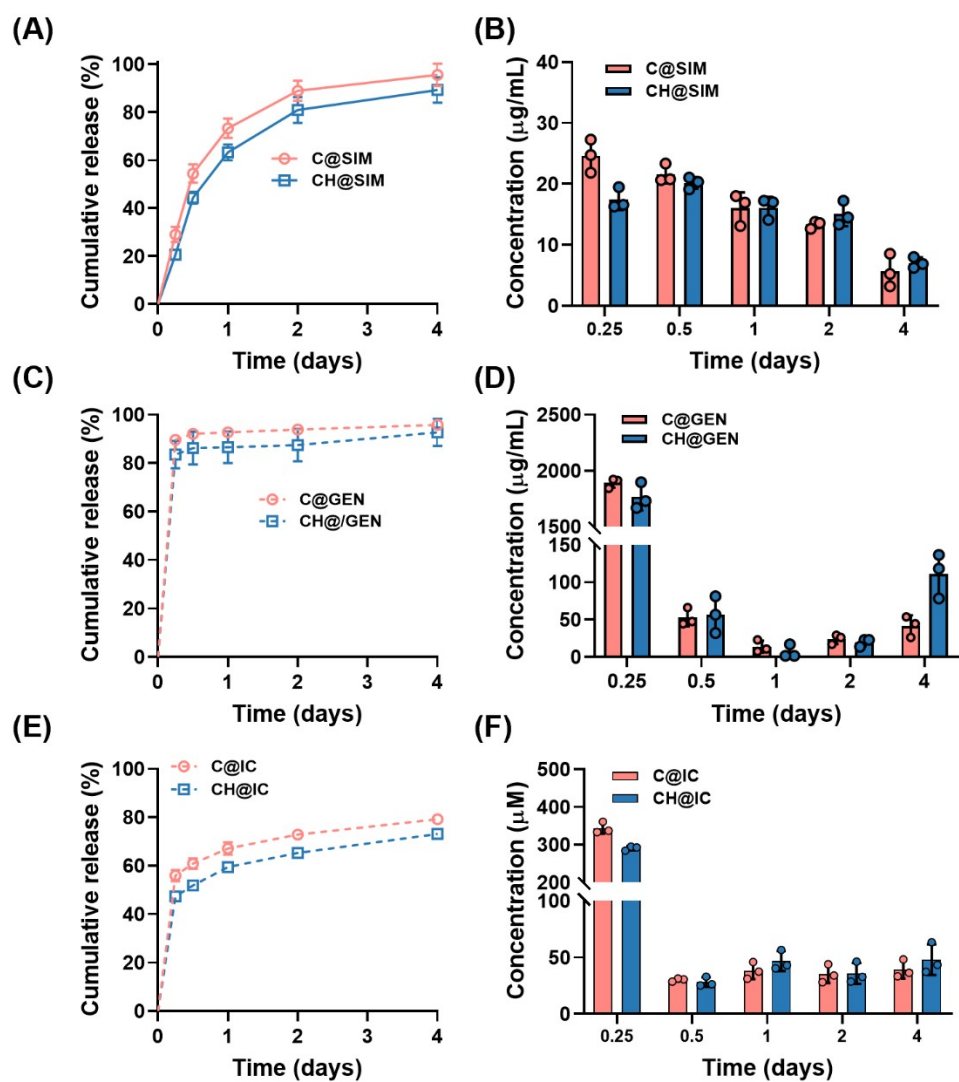 (A)
Cumulative release (%)
100
80
60
40
20
0
C@SIM
CH@SIM
0 1 2 3 4
Time (days)
(B)
Concentration (μg/mL)
40
30
20
10
0
C@SIM
CH@SIM
0.25 0.5 1 2 4
Time (days)
(C)
Cumulative release (%)
100
80
60
40
20
0
C@GEN
CH@/GEN
0 1 2 3 4
Time (days)
(D)
Concentration (μg/mL)
2500
2000
1500
150
100
50
0
C@GEN
CH@GEN
0.25 0.5 1 2 4
Time (days)
(E)
Cumulative release (%)
100
80
60
40
20
0
C@IC
CH@IC
0 1 2 3 4
Time (days)
(F)
Concentration (μM)
500
400
300
200
100
50
0
C@IC
CH@IC
0.25 0.5 1 2 4
Time (days)